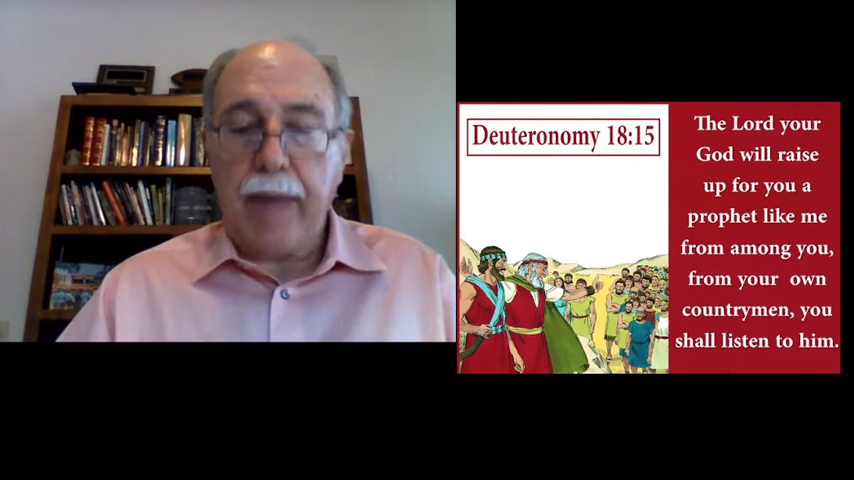 Deuteronomy 18:15
The Lord your
God will raise
up for you a
prophet like me
from among you,
from your own
countrymen, you
shall listen to him.